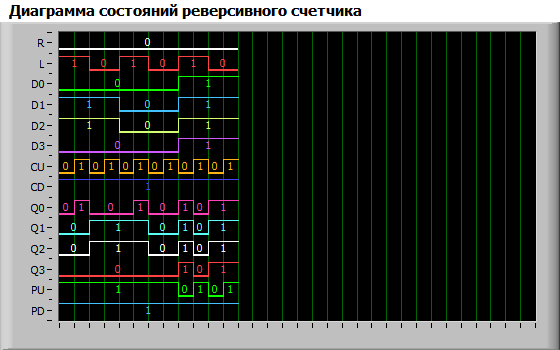 Диаграмма состояний реверсивного счетчика
R 0
L 1 0 1 0 1 0
D0 0 1
D1 1 0 1
D2 1 0 1
D3 0 1
CU 0 1 0 1 0 1 0 1 0 1 0 1
CD 1
Q0 0 1 0 1 0 1 0 1
Q1 0 1 0 1 0 1
Q2 0 1 0 1 0 1
Q3 0 1 0 1
PU 1 0 1 0 1
PD 1